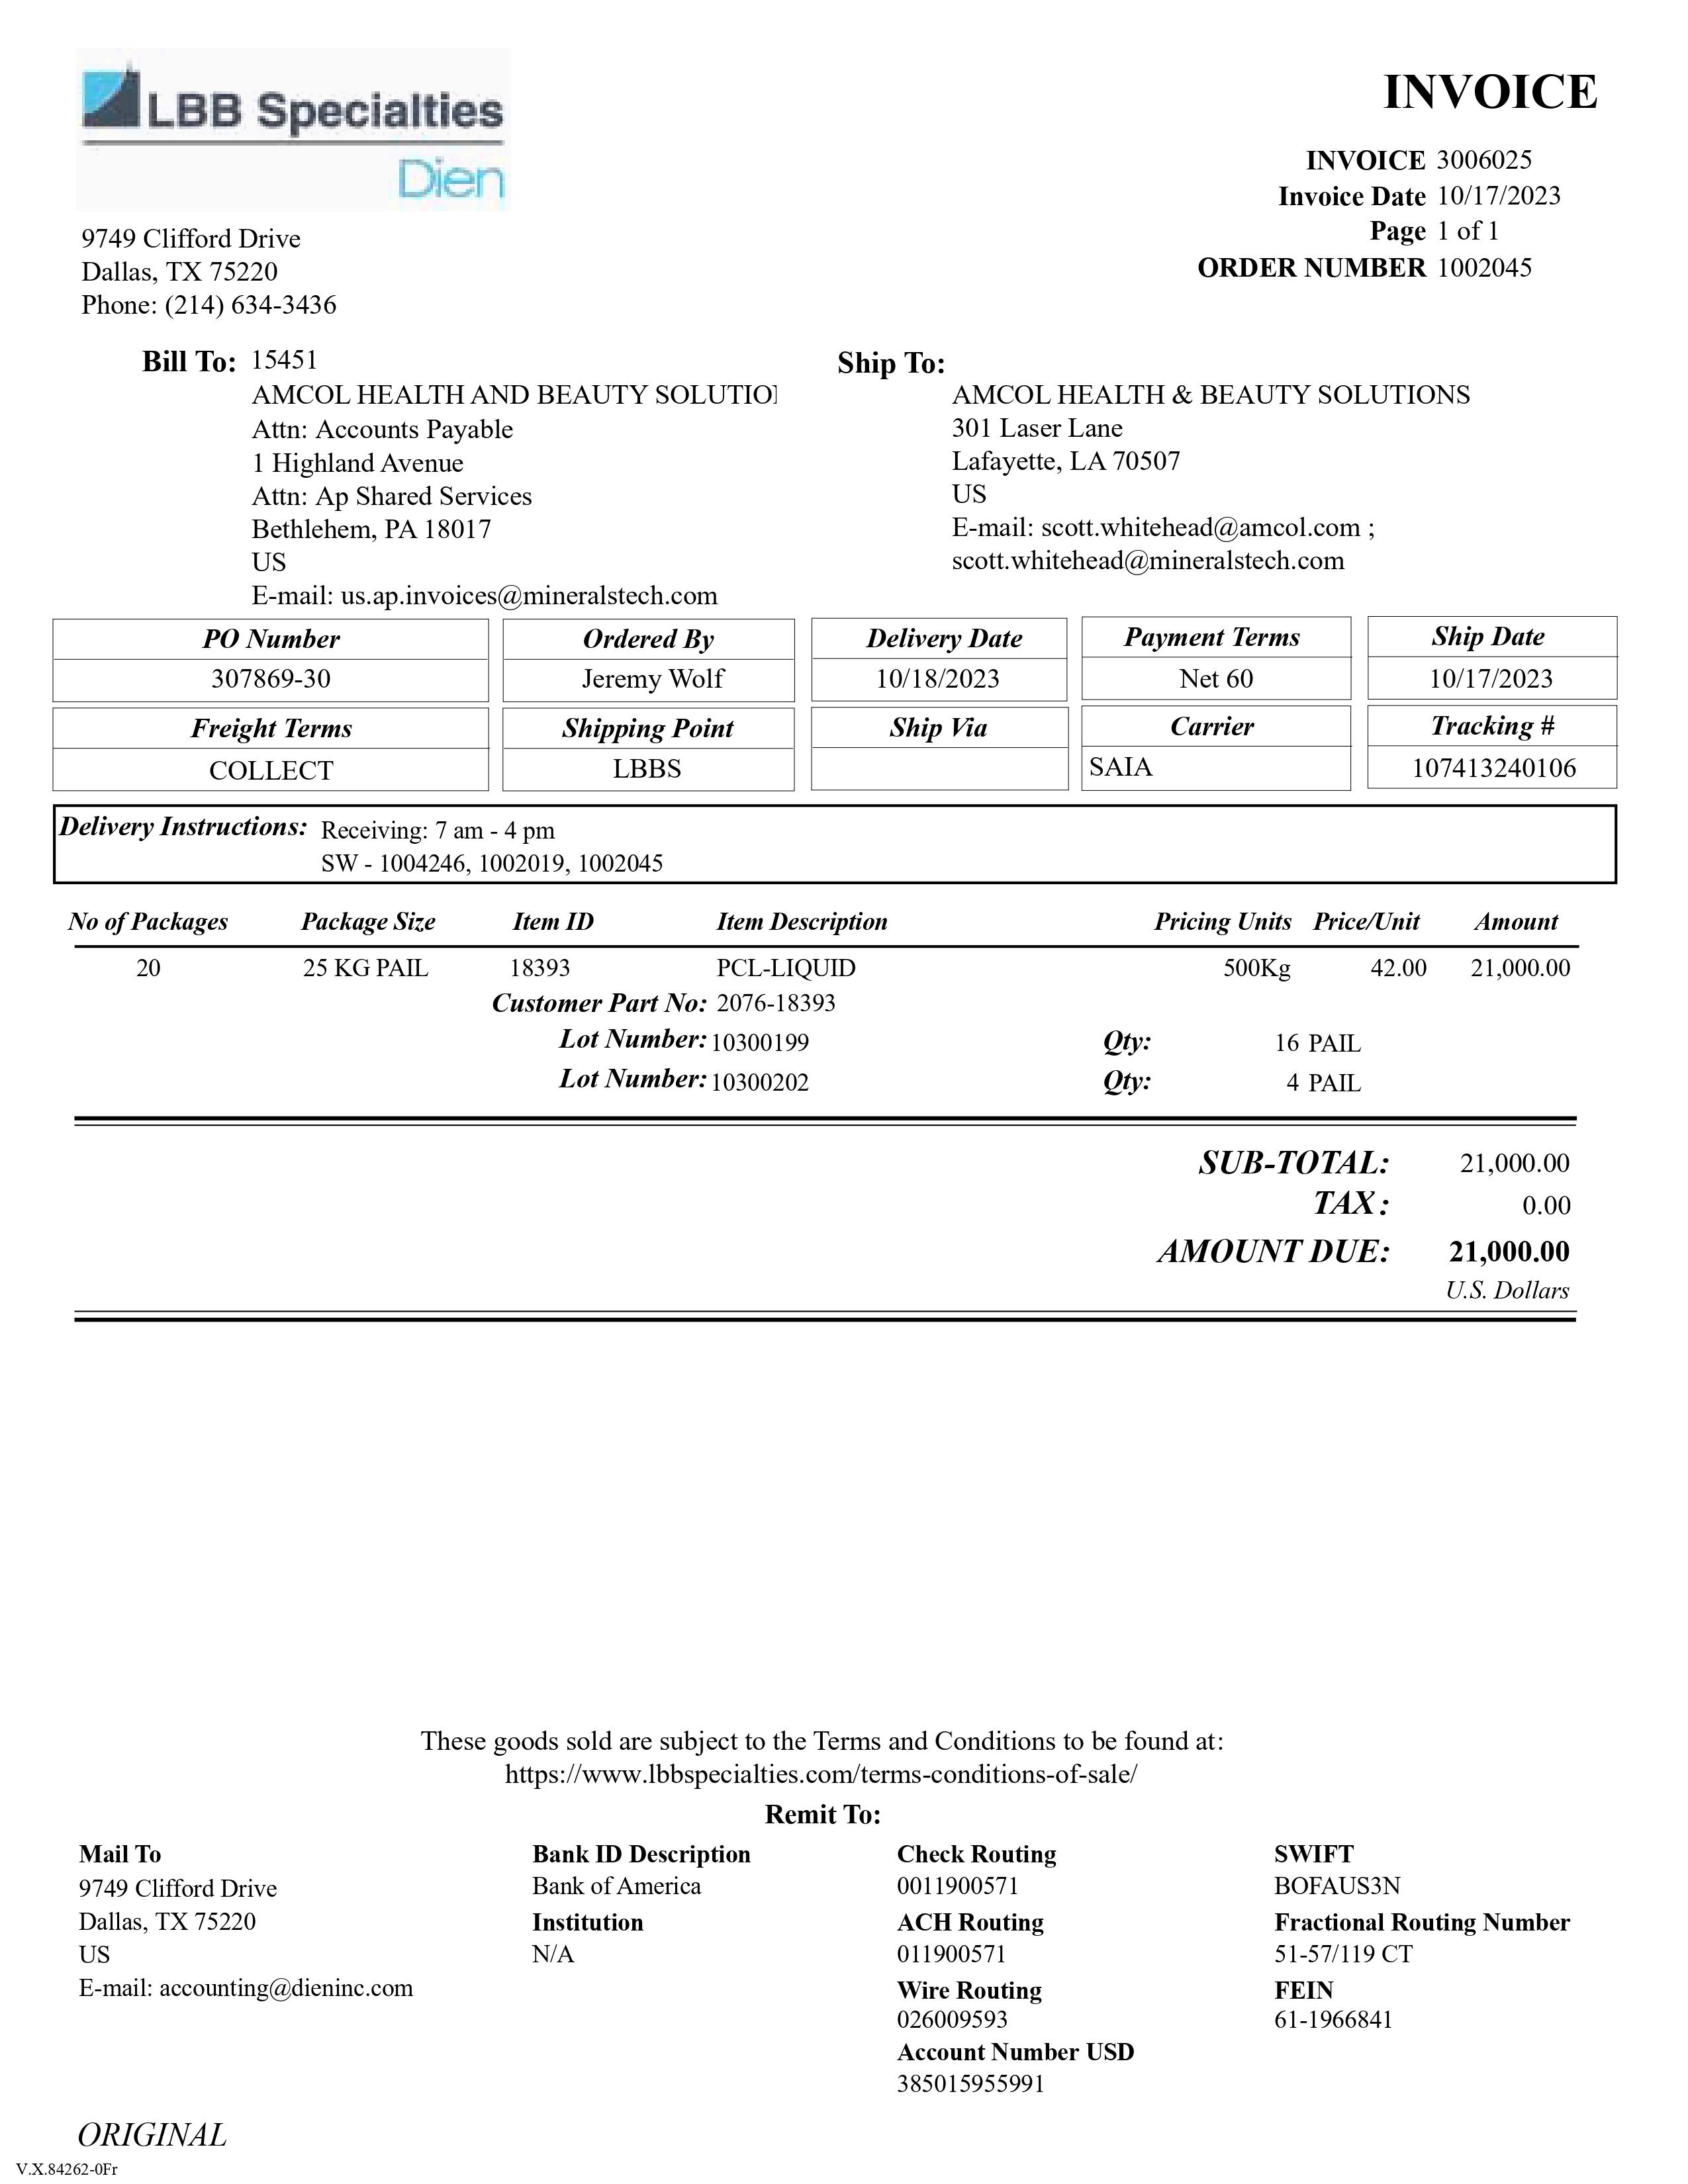 LBB Specialties
Dien
INVOICE
INVOICE 3006025
Invoice Date 10/17/2023
Page 1 of 1
ORDER NUMBER 1002045
9749 Clifford Drive
Dallas, TX 75220
Phone: (214) 634-3436
Bill To: 15451
AMCOL HEALTH AND BEAUTY SOLUTIO
Attn: Accounts Payable
1 Highland Avenue
Attn: Ap Shared Services
Bethlehem, PA 18017
US
E-mail: us.ap.invoices@mineralstech.com
Ship To:
AMCOL HEALTH & BEAUTY SOLUTIONS
301 Laser Lane
Lafayette, LA 70507
US
E-mail: scott.whitehead@amcol.com ;
scott.whitehead@mineralstech.com
PO Number Ordered By Delivery Date Payment Terms Ship Date
307869-30 Jeremy Wolf 10/18/2023 Net 60 10/17/2023
Freight Terms Shipping Point Ship Via Carrier Tracking #
COLLECT LBBS SAIA 107413240106
Delivery Instructions: Receiving: 7 am - 4 pm
SW - 1004246, 1002019, 1002045
No of Packages Package Size Item ID Item Description Pricing Units Price/Unit Amount
20 25 KG PAIL 18393 PCL-LIQUID 500Kg 42.00 21,000.00
Customer Part No: 2076-18393
Lot Number: 10300199 Qty: 16 PAIL
Lot Number: 10300202 Qty: 4 PAIL
SUB-TOTAL: 21,000.00
TAX : 0.00
AMOUNT DUE: 21,000.00
U.S. Dollars
These goods sold are subject to the Terms and Conditions to be found at:
https://www.lbbspecialties.com/terms-conditions-of-sale/
Remit To:
Mail To
9749 Clifford Drive
Dallas, TX 75220
US
E-mail: accounting@dieninc.com
Bank ID Description
Bank of America
Institution
N/A
Check Routing
0011900571
ACH Routing
011900571
Wire Routing
026009593
Account Number USD
385015955991
SWIFT
BOFAUS3N
Fractional Routing Number
51-57/119 CT
FEIN
61-1966841
ORIGINAL
V.X.84262-0Fr